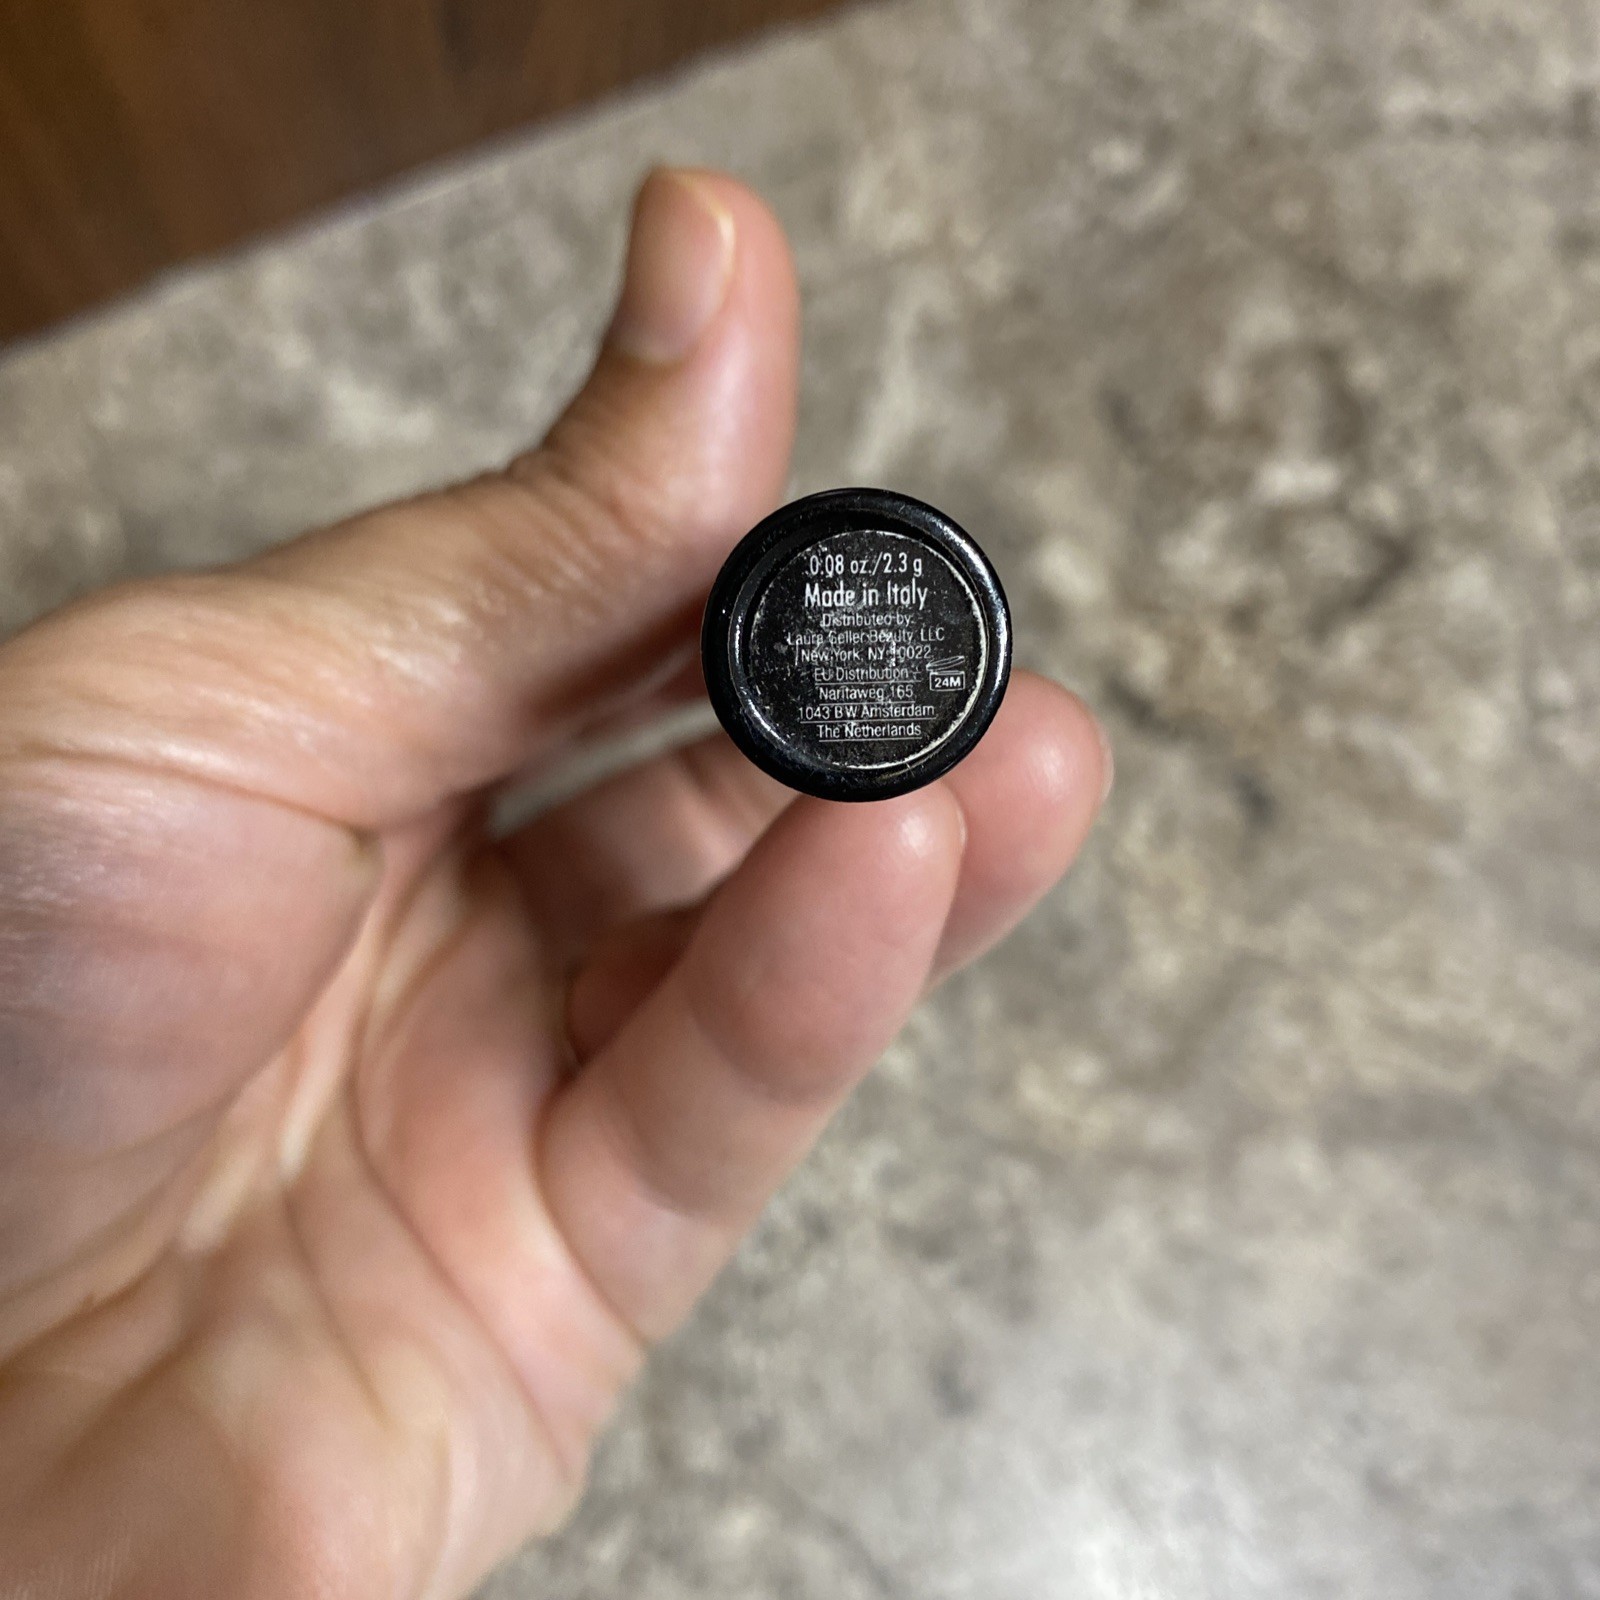 0.08 oz./2.3 g
Made in Italy
Distributed by:
Laura Geller Beauty, LLC
New York, NY 10022
EU Distribution -
Naritaweg 165
1043 BW Amsterdam
The Netherlands
24M